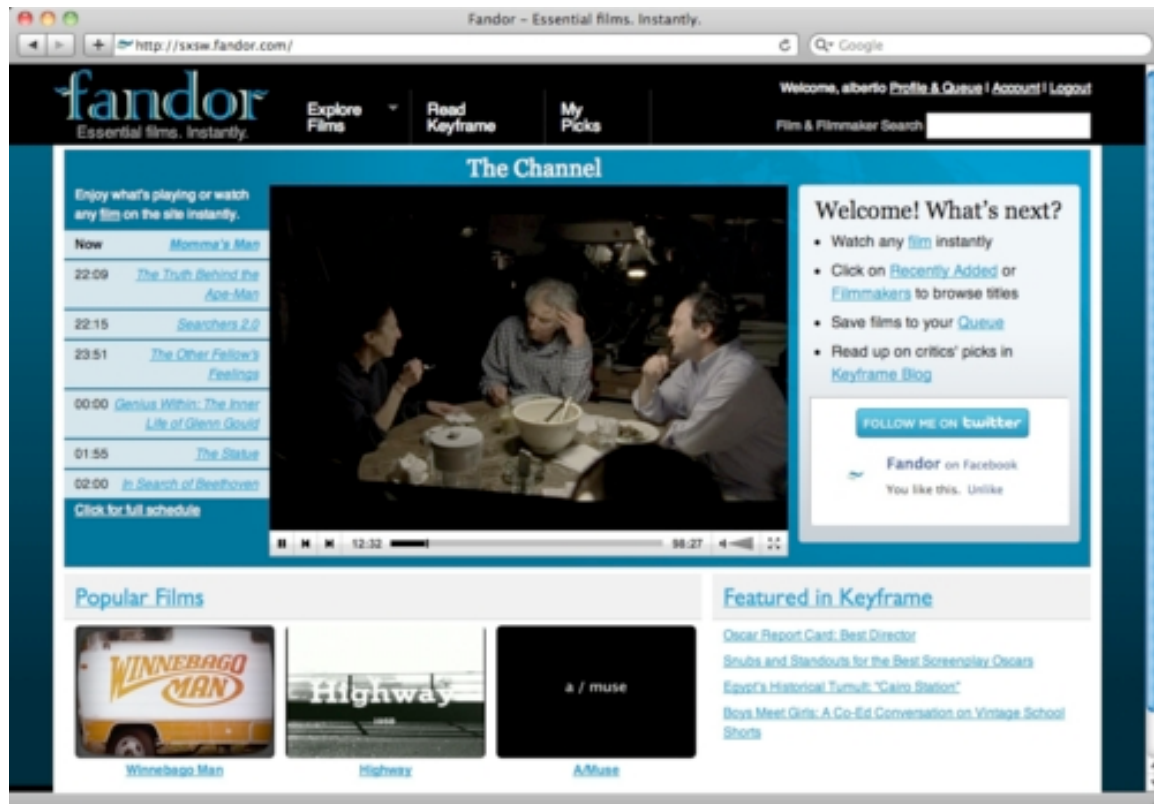 Fandor – Essential films. Instantly.
http://sxsw.fandor.com/
Google
fandor
Essential films. Instantly.
Explore
Films
Read
Keyframe
My
Picks
Welcome, alberto Profile & Queue | Account | Logout
Film & Filmmaker Search
The Channel
Enjoy what's playing or watch
any film on the site instantly.
Now Momma's Man
22:09 The Truth Behind the
Ape-Man
22:15 Searchers 2.0
23:51 The Other Fellow's
Feelings
00:00 Genius Within: The Inner
Life of Glenn Gould
01:55 The Statue
02:00 In Search of Beethoven
Click for full schedule
12:32
98:27
Welcome! What's next?
• Watch any film instantly
• Click on Recently Added or
Filmmakers to browse titles
• Save films to your Queue
• Read up on critics' picks in
Keyframe Blog
FOLLOW ME ON twitter
Fandor on Facebook
You like this. Unlike
Popular Films
WINNEBAGO
MAN
Highway
a / muse
Winnebago Man
Highway
A/Muse
Featured in Keyframe
Oscar Report Card: Best Director
Snubs and Standouts for the Best Screenplay Oscars
Egypt's Historical Tumult: "Cairo Station"
Boys Meet Girls: A Co-Ed Conversation on Vintage School
Shorts